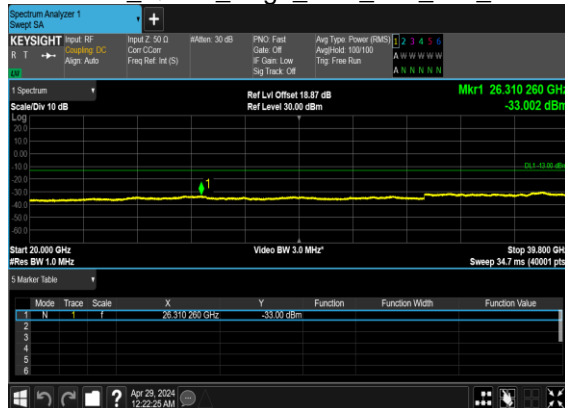 Spectrum Analyzer 1
Swept SA
+
KEYSIGHT
R T
LW
Input: RF
Coupling: DC
Align: Auto
Input Z: 50 Ω
Corr CCorr
Freq Ref: Int (S)
#Atten: 30 dB
PNO: Fast
Gate: Off
IF Gain: Low
Sig Track: Off
Avg Type: Power (RMS)
Avg|Hold: 100/100
Trig: Free Run
1 2 3 4 5 6
A W W W W W
A N N N N N
1 Spectrum
Scale/Div 10 dB
Log
Ref Lvl Offset 18.87 dB
Ref Level 30.00 dBm
Mkr1 26.310 260 GHz
-33.002 dBm
20.0
10.0
0.00
-10.0
-20.0
-30.0
-40.0
-50.0
-60.0
DL1 -13.00 dBm
1
Start 20.000 GHz
#Res BW 1.0 MHz
Video BW 3.0 MHz*
Stop 39.800 GHz
Sweep 34.7 ms (40001 pts)
5 Marker Table
Mode Trace Scale X Y Function Function Width Function Value
1 N 1 f 26.310 260 GHz -33.00 dBm
2
3
4
5
6
?
Apr 29, 2024
12:22:25 AM